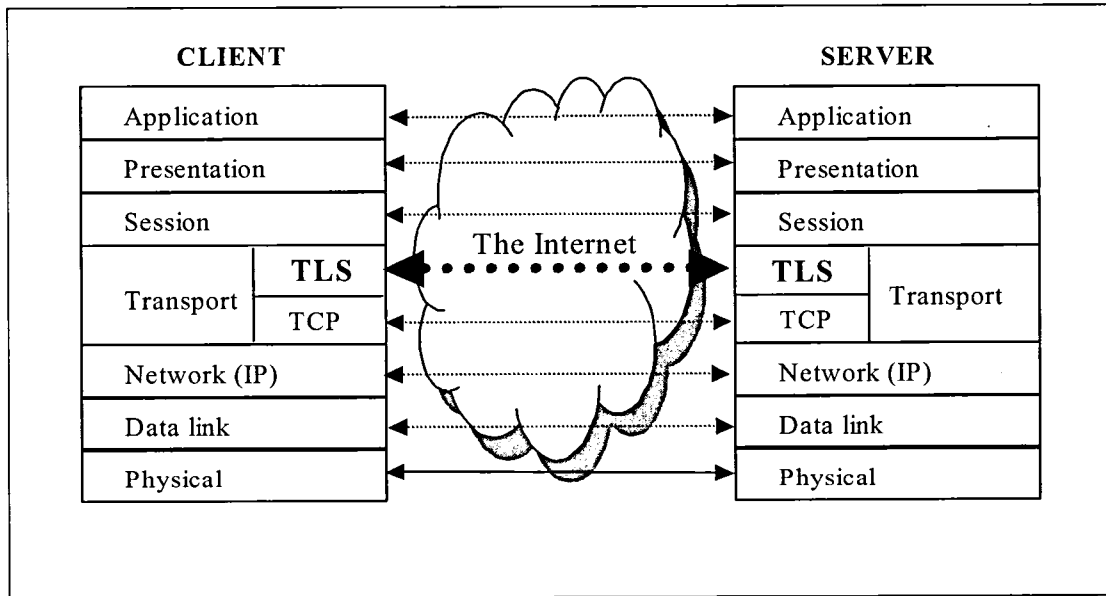 CLIENT
SERVER
Application
Application
Presentation
Presentation
Session
Session
The Internet
TLS
TLS
Transport
Transport
TCP
TCP
Network (IP)
Network (IP)
Data link
Data link
Physical
Physical